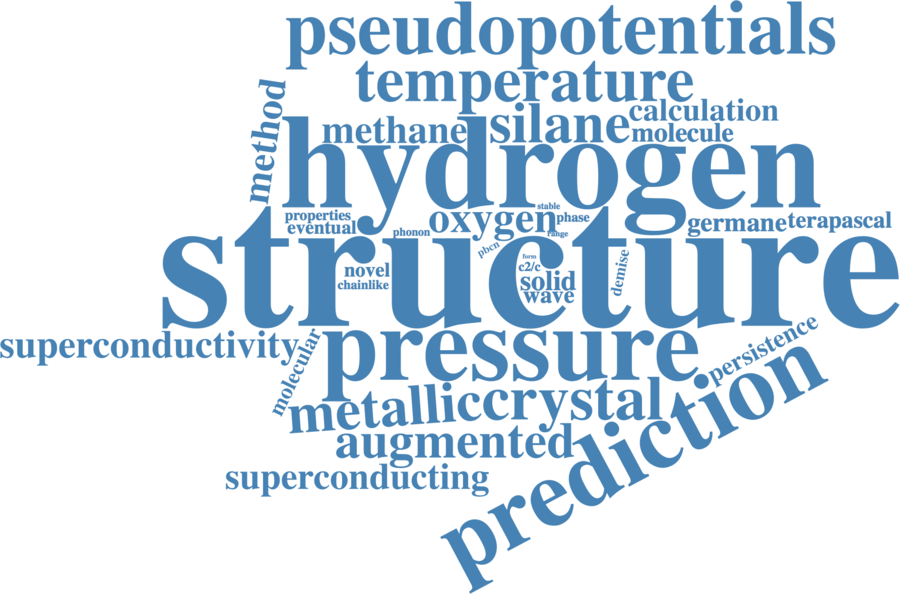 pseudopotentials
temperature
method
calculation
methane
silane
molecule
hydrogen
stable
properties
oxygen
phase
germane
terapascal
eventual
phonon
range
structure
pbcn
form
novel
c2/c
demise
chainlike
solid
wave
superconductivity
molecular
pressure
persistence
metallic
crystal
prediction
augmented
superconducting